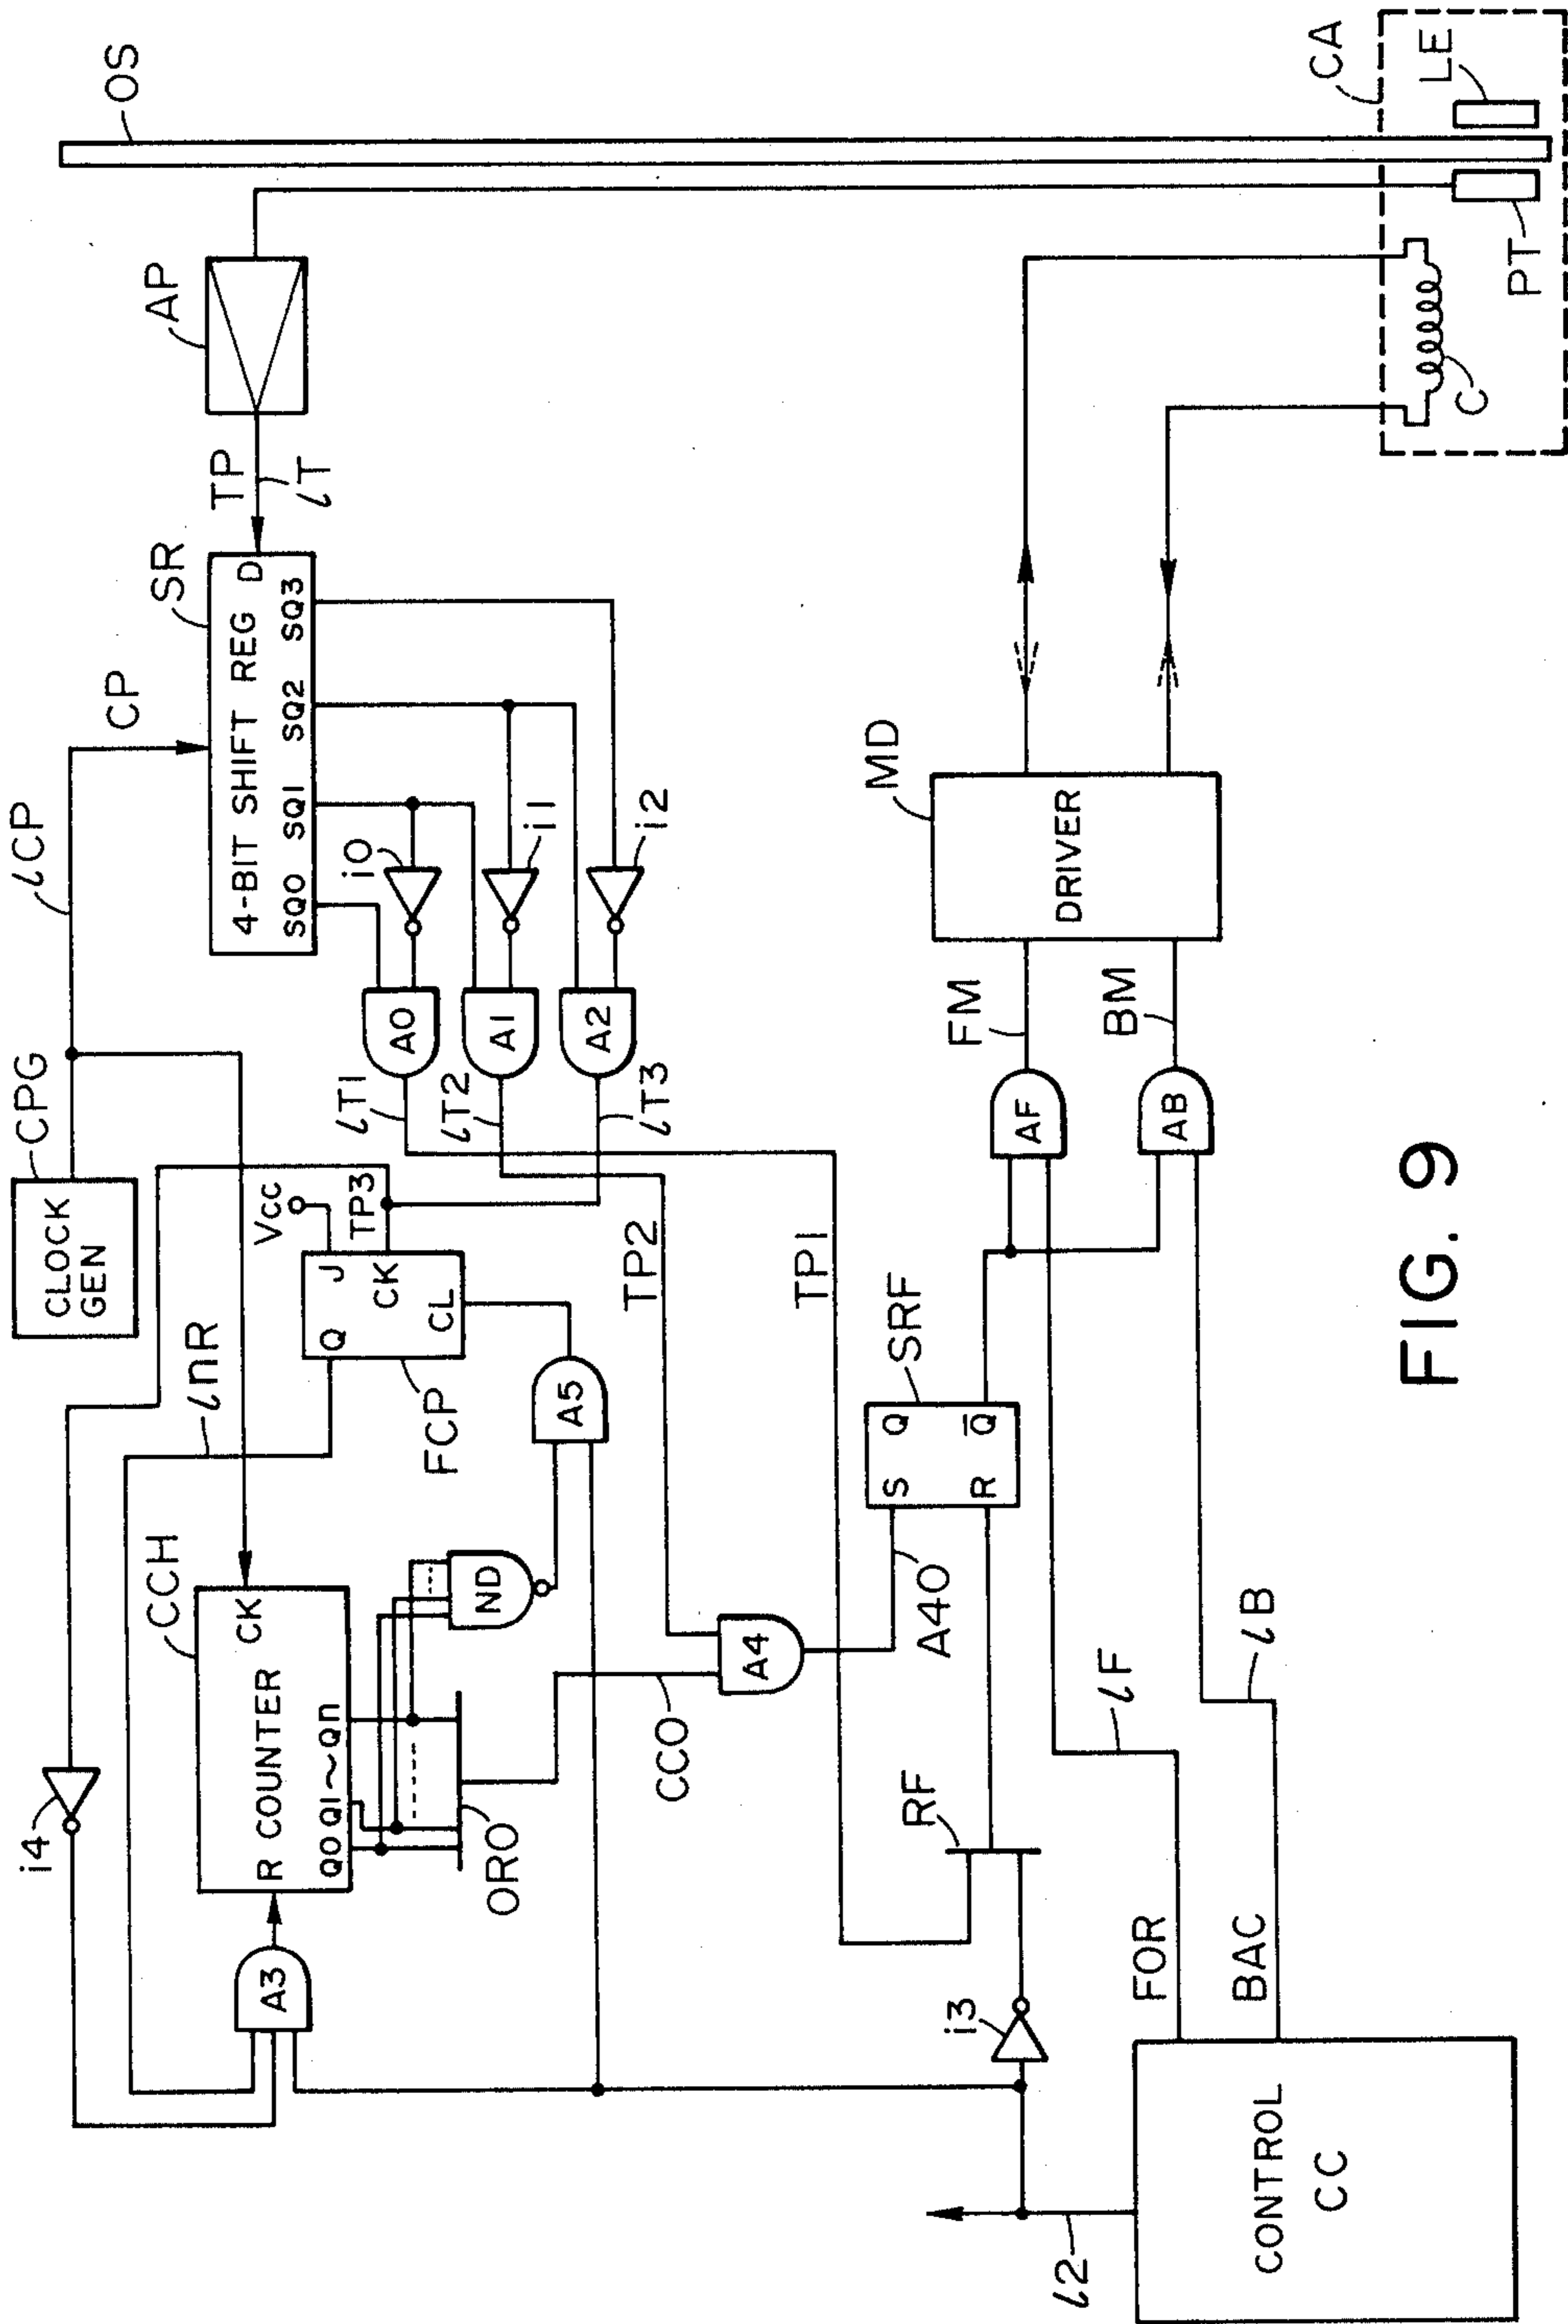 FIG. 9
CLOCK
GEN
CPG
ℓCP
CP
i4
ℓnR
CCH
R COUNTER CK
Q0 Q1 ~ Qn
A3
ND
ORO
Vcc
J
TP3
CK
Q
CL
FCP
A5
SR
4-BIT SHIFT REG
D
SQ0 SQ1 SQ2 SQ3
AP
TP
ℓT
OS
i0
i1
i2
A0
A1
A2
ℓT1
ℓT2
ℓT3
TP2
TP1
CCO
A4
A40
SRF
S
Q
R
Q̅
RF
i3
FOR
ℓF
BAC
ℓB
ℓ2
CONTROL
CC
AF
AB
FM
BM
MD
DRIVER
CA
LE
PT
C